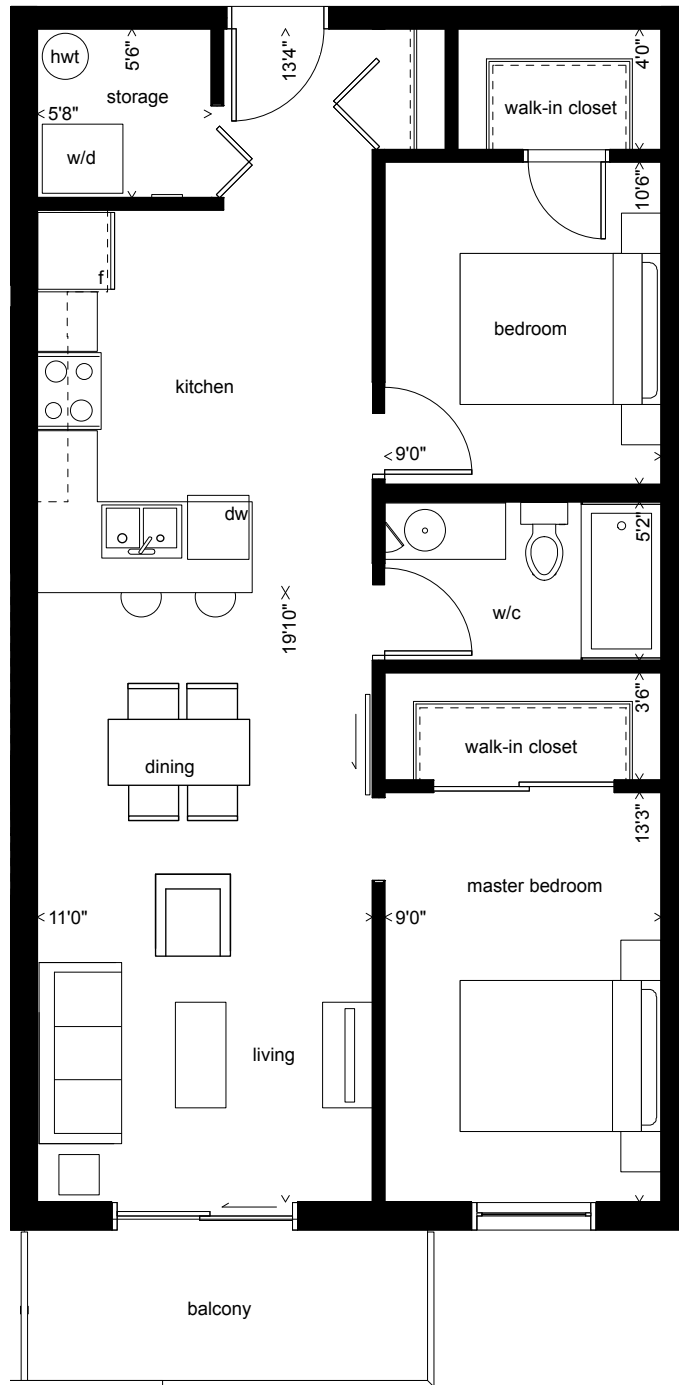 hwt
5'6"
13'4"
4'0"
storage
walk-in closet
5'8"
w/d
10'6"
f
bedroom
kitchen
9'0"
dw
5'2"
w/c
19'10"
3'6"
walk-in closet
dining
13'3"
master bedroom
11'0"
9'0"
living
balcony